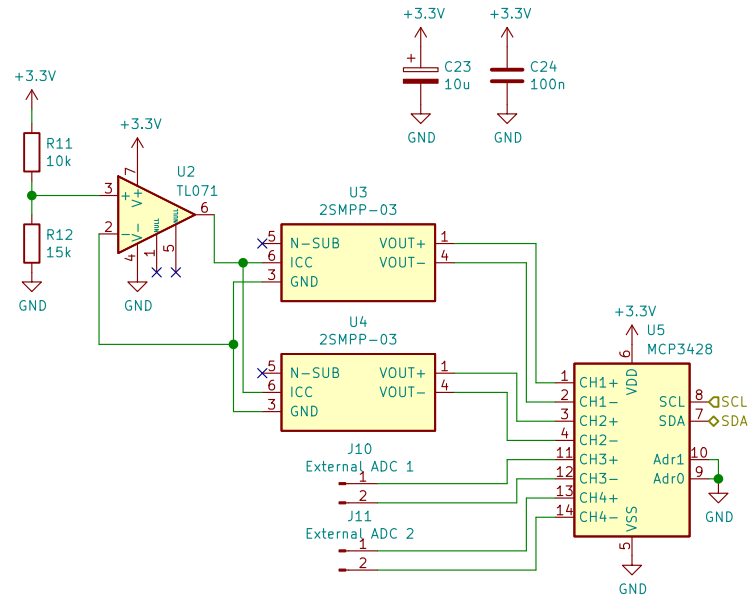 +3.3V
+3.3V
+
C23
10u
C24
100n
GND
GND
+3.3V
R11
10k
R12
15k
GND
+3.3V
U2
TL071
7
3
+
V+
2
-
V-
6
NULL
NULL
4
1
5
GND
U3
2SMPP-03
5
N-SUB
6
ICC
3
GND
VOUT+
1
VOUT-
4
U4
2SMPP-03
5
N-SUB
6
ICC
3
GND
VOUT+
1
VOUT-
4
J10
External ADC 1
1
2
J11
External ADC 2
1
2
+3.3V
U5
MCP3428
6
VDD
1
CH1+
2
CH1-
3
CH2+
4
CH2-
11
CH3+
12
CH3-
13
CH4+
14
CH4-
SCL
8
SCL
SDA
7
SDA
Adr1
10
Adr0
9
GND
VSS
5
GND